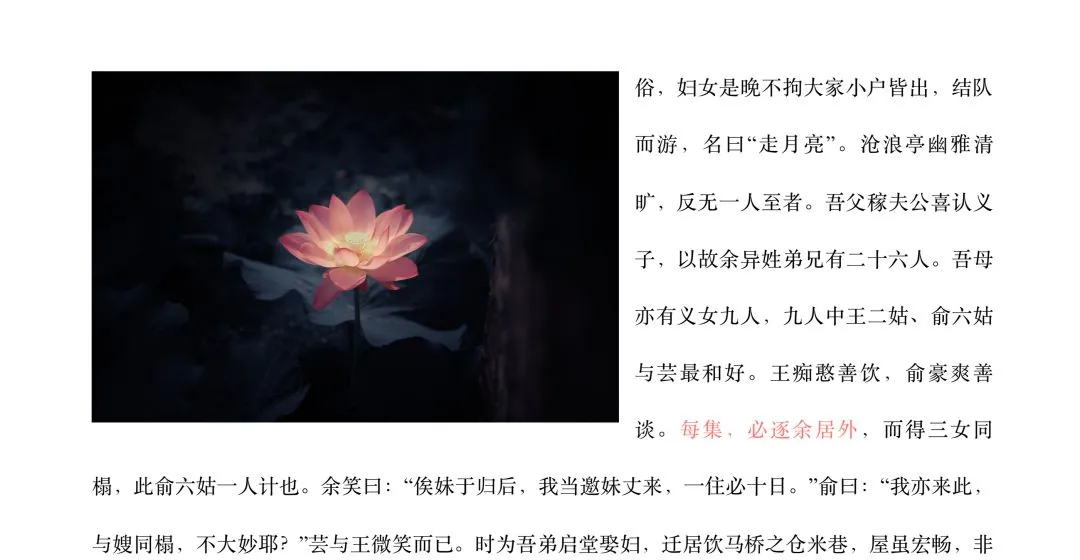 俗，妇女是晚不拘大家小户皆出，结队
而游，名曰“走月亮”。沧浪亭幽雅清
旷，反无一人至者。吾父稼夫公喜认义
子，以故余异姓弟兄有二十六人。吾母
亦有义女九人，九人中王二姑、俞六姑
与芸最和好。王痴憨善饮，俞豪爽善
谈。每集，必逐余居外，而得三女同
榻，此俞六姑一人计也。余笑曰：“俟妹于归后，我当邀妹丈来，一住必十日。”俞曰：“我亦来此，
与嫂同榻，不大妙耶？”芸与王微笑而已。时为吾弟启堂娶妇，迁居饮马桥之仓米巷，屋虽宏畅，非